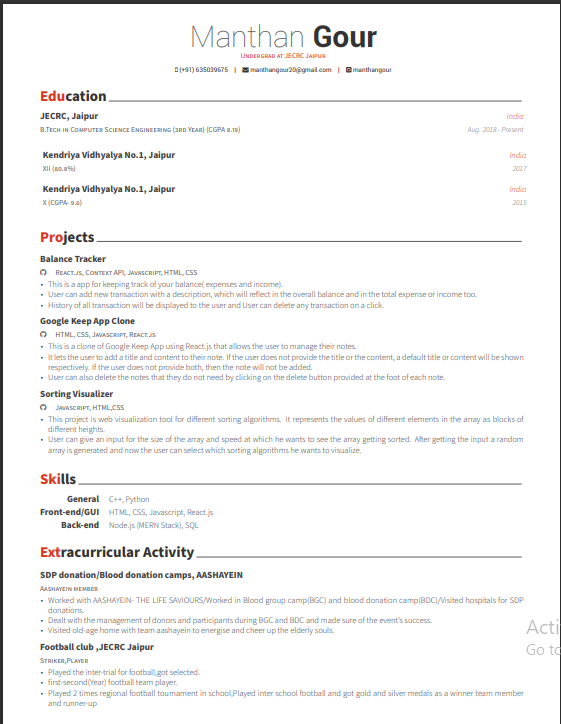 Manthan Gour
Undergrad at JECRC Jaipur
(+91) 635039675 | manthangour20@gmail.com | manthangour
Education
JECRC, Jaipur India
B.Tech in Computer Science Engineering (3rd Year) (CGPA 8.19) Aug. 2018 - Present
Kendriya Vidhyalya No.1, Jaipur India
XII (80.8%) 2017
Kendriya Vidhyalya No.1, Jaipur India
X (CGPA- 9.6) 2015
Projects
Balance Tracker
React.js, Context API, Javascript, HTML, CSS
• This is a app for keeping track of your balance( expenses and income).
• User can add new transaction with a description, which will reflect in the overall balance and in the total expense or income too.
• History of all transaction will be displayed to the user and User can delete any transaction on a click.
Google Keep App Clone
HTML, CSS, Javascript, React.js
• This is a clone of Google Keep App using React.js that allows the user to manage their notes.
• It lets the user to add a title and content to their note. If the user does not provide the title or the content, a default title or content will be shown
respectively. If the user does not provide both, then the note will not be added.
• User can also delete the notes that they do not need by clicking on the delete button provided at the foot of each note.
Sorting Visualizer
Javascript, HTML,CSS
• This project is web visualization tool for different sorting algorithms. It represents the values of different elements in the array as blocks of
different heights.
• User can give an input for the size of the array and speed at which he wants to see the array getting sorted. After getting the input a random
array is generated and now the user can select which sorting algorithms he wants to visualize.
Skills
General C++, Python
Front-end/GUI HTML, CSS, Javascript, React.js
Back-end Node.js (MERN Stack), SQL
Extracurricular Activity
SDP donation/Blood donation camps, AASHAYEIN
Aashayein member
• Worked with AASHAYEIN- THE LIFE SAVIOURS/Worked in Blood group camp(BGC) and blood donation camp(BDC)/Visited hospitals for SDP
donations.
• Dealt with the management of donors and participants during BGC and BDC and made sure of the event's success.
• Visited old-age home with team aashayein to energise and cheer up the elderly souls.
Football club ,JECRC Jaipur
Striker,Player
• Played the inter-trial for football,got selected.
• first-second(Year) football team player.
• Played 2 times regional football tournament in school,Played inter school football and got gold and silver medals as a winner team member
and runner-up
Acti
Go to